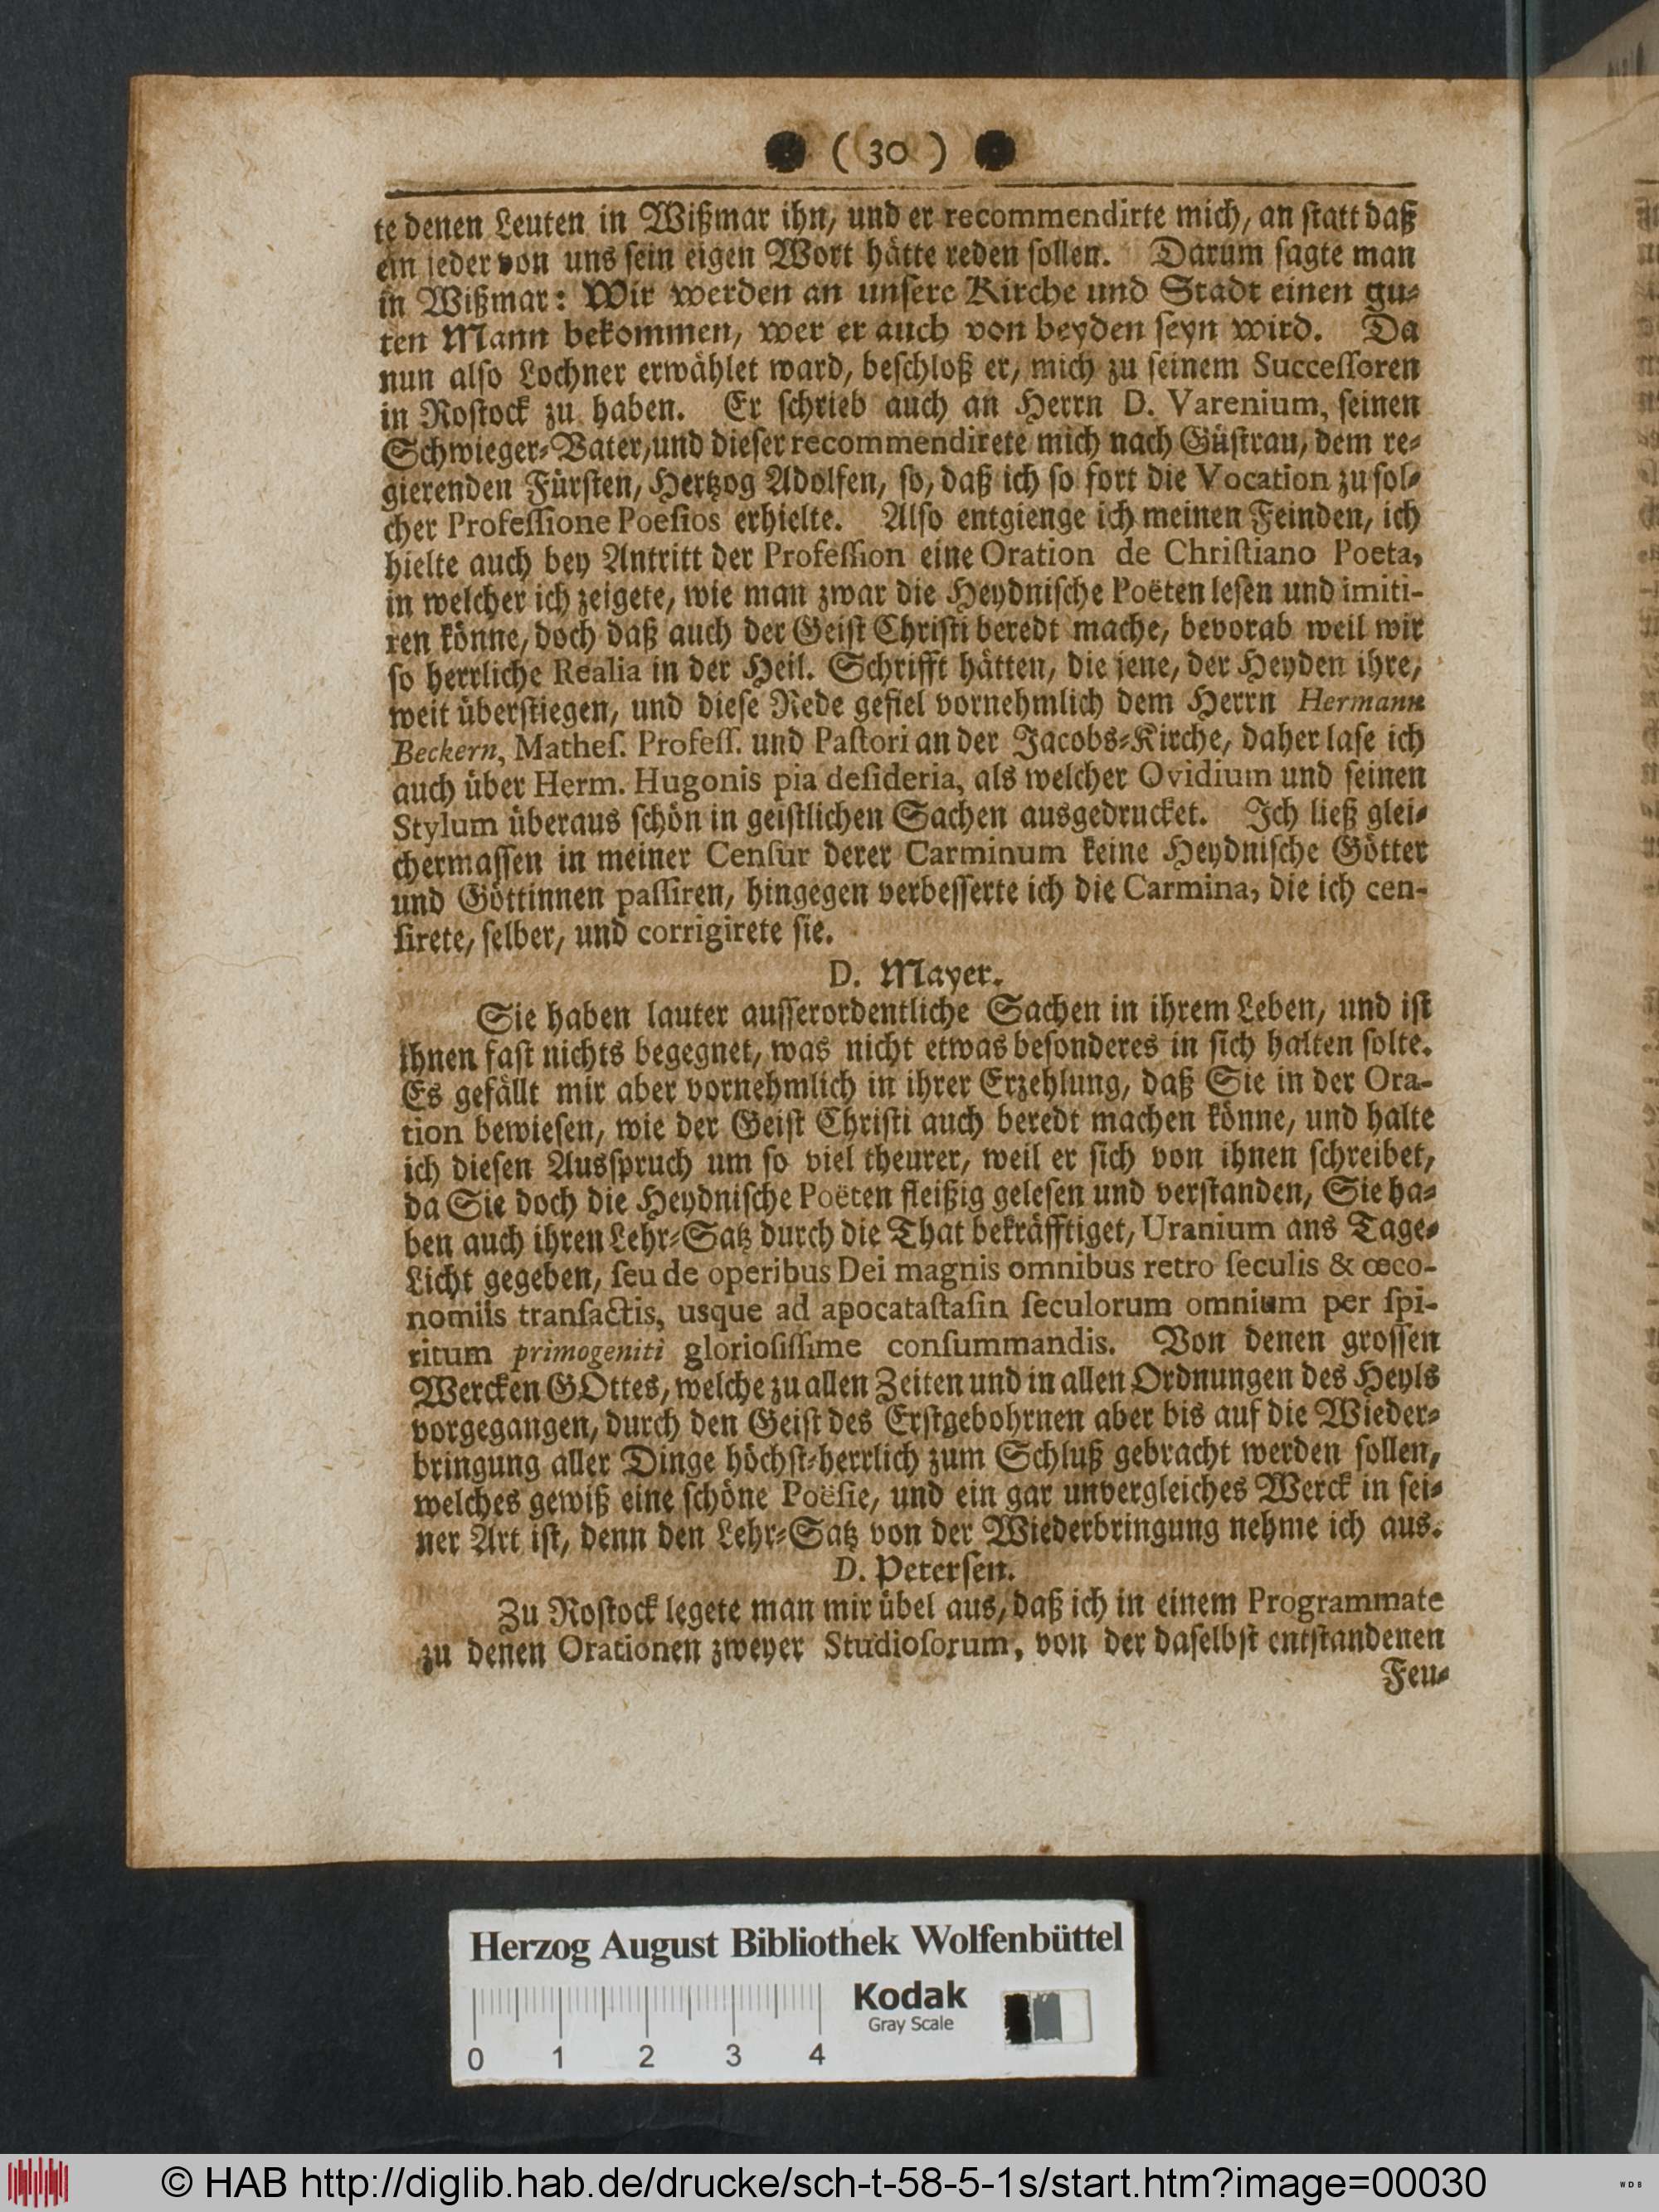 ( 30 )
te denen Leuten in Wißmar ihn, und er recommendirte mich, an ſtatt daß
ein jeder von uns ſein eigen Wort hätte reden ſollen. Darum ſagte man
in Wißmar: Wir werden an unſere Kirche und Stadt einen gu-
ten Mann bekommen, wer er auch von beyden ſeyn wird. Da
nun alſo Lochner erwählet ward, beſchloß er, mich zu ſeinem Succeſſoren
in Roſtock zu haben. Er ſchrieb auch an Herrn D. Varenium, ſeinen
Schwieger-Vater, und dieſer recommendirete mich nach Güſtrau, dem re-
gierenden Fürſten, Hertzog Adolfen, ſo, daß ich ſo fort die Vocation zu ſol-
cher Profeſſione Poeſios erhielte. Alſo entgienge ich meinen Feinden, ich
hielte auch bey Antritt der Profeſſion eine Oration de Chriſtiano Poeta,
in welcher ich zeigete, wie man zwar die Heydniſche Poëten leſen und imiti-
ren könne, doch daß auch der Geiſt Chriſti beredt mache, bevorab weil wir
ſo herrliche Realia in der Heil. Schrifft hätten, die jene, der Heyden ihre,
weit überſtiegen, und dieſe Rede gefiel vornehmlich dem Herrn Hermann
Beckern, Matheſ. Profeſſ. und Paſtori an der Jacobs-Kirche, daher laſe ich
auch über Herm. Hugonis pia deſideria, als welcher Ovidium und ſeinen
Stylum überaus ſchön in geiſtlichen Sachen ausgedrucket. Ich ließ glei-
chermaſſen in meiner Cenſur derer Carminum keine Heydniſche Götter
und Göttinnen paſſiren, hingegen verbeſſerte ich die Carmina, die ich cen-
ſirete, ſelber, und corrigirete ſie.
D. Mayer.
Sie haben lauter auſſerordentliche Sachen in ihrem Leben, und iſt
ihnen faſt nichts begegnet, was nicht etwas beſonderes in ſich halten ſolte.
Es gefällt mir aber vornehmlich in ihrer Erzehlung, daß Sie in der Ora-
tion bewieſen, wie der Geiſt Chriſti auch beredt machen könne, und halte
ich dieſen Ausſpruch um ſo viel theurer, weil er ſich von ihnen ſchreibet,
da Sie doch die Heydniſche Poëten fleißig geleſen und verſtanden, Sie ha-
ben auch ihren Lehr-Satz durch die That bekräfftiget, Uranium ans Tage-
Licht gegeben, ſeu de operibus Dei magnis omnibus retro ſeculis & œco-
nomiis tranſactis, usque ad apocataſtaſin ſeculorum omnium per ſpi-
ritum primogeniti glorioſiſſime conſummandis. Von denen groſſen
Wercken GOttes, welche zu allen Zeiten und in allen Ordnungen des Heyls
vorgegangen, durch den Geiſt des Erſtgebohrnen aber bis auf die Wieder-
bringung aller Dinge höchſt-herrlich zum Schluß gebracht werden ſollen,
welches gewiß eine ſchöne Poëſie, und ein gar unvergleiches Werck in ſei-
ner Art iſt, denn den Lehr-Satz von der Wiederbringung nehme ich aus.
D. Peterſen.
Zu Roſtock legete man mir übel aus, daß ich in einem Programmate
zu denen Orationen zweyer Studioſorum, von der daſelbſt entſtandenen
Feu-
Herzog August Bibliothek Wolfenbüttel
Kodak
Gray Scale
0 1 2 3 4
© HAB http://diglib.hab.de/drucke/sch-t-58-5-1s/start.htm?image=00030
WDB